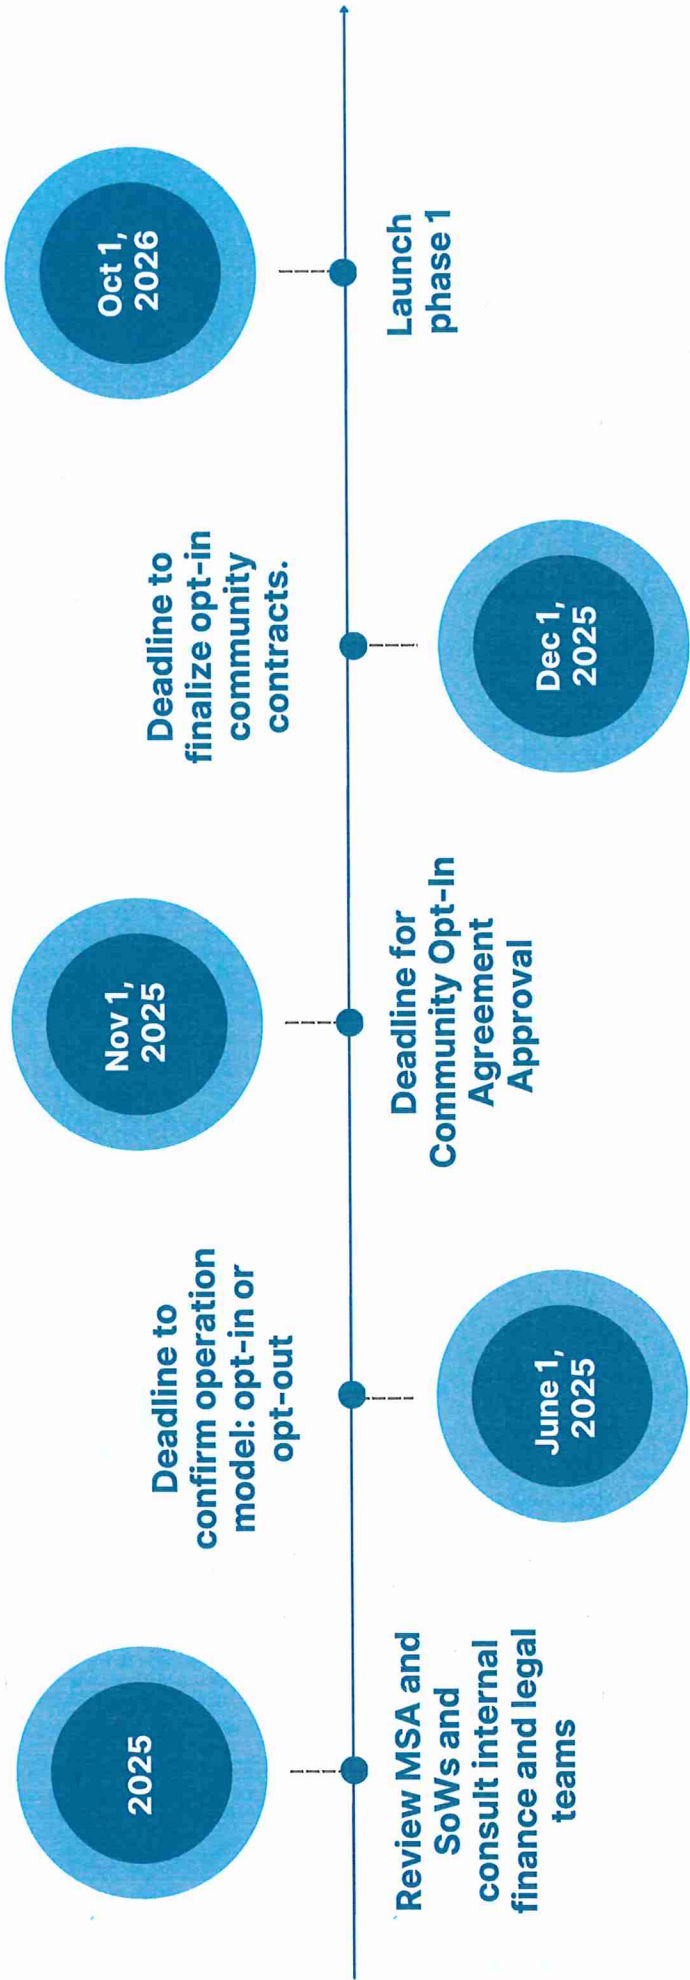 2025
Review MSA and
SoWs and
consult internal
finance and legal
teams
June 1,
2025
Deadline to
confirm operation
model: opt-in or
opt-out
Nov 1,
2025
Deadline for
Community Opt-In
Agreement
Approval
Dec 1,
2025
Deadline to
finalize opt-in
community
contracts.
Oct 1,
2026
Launch
phase 1